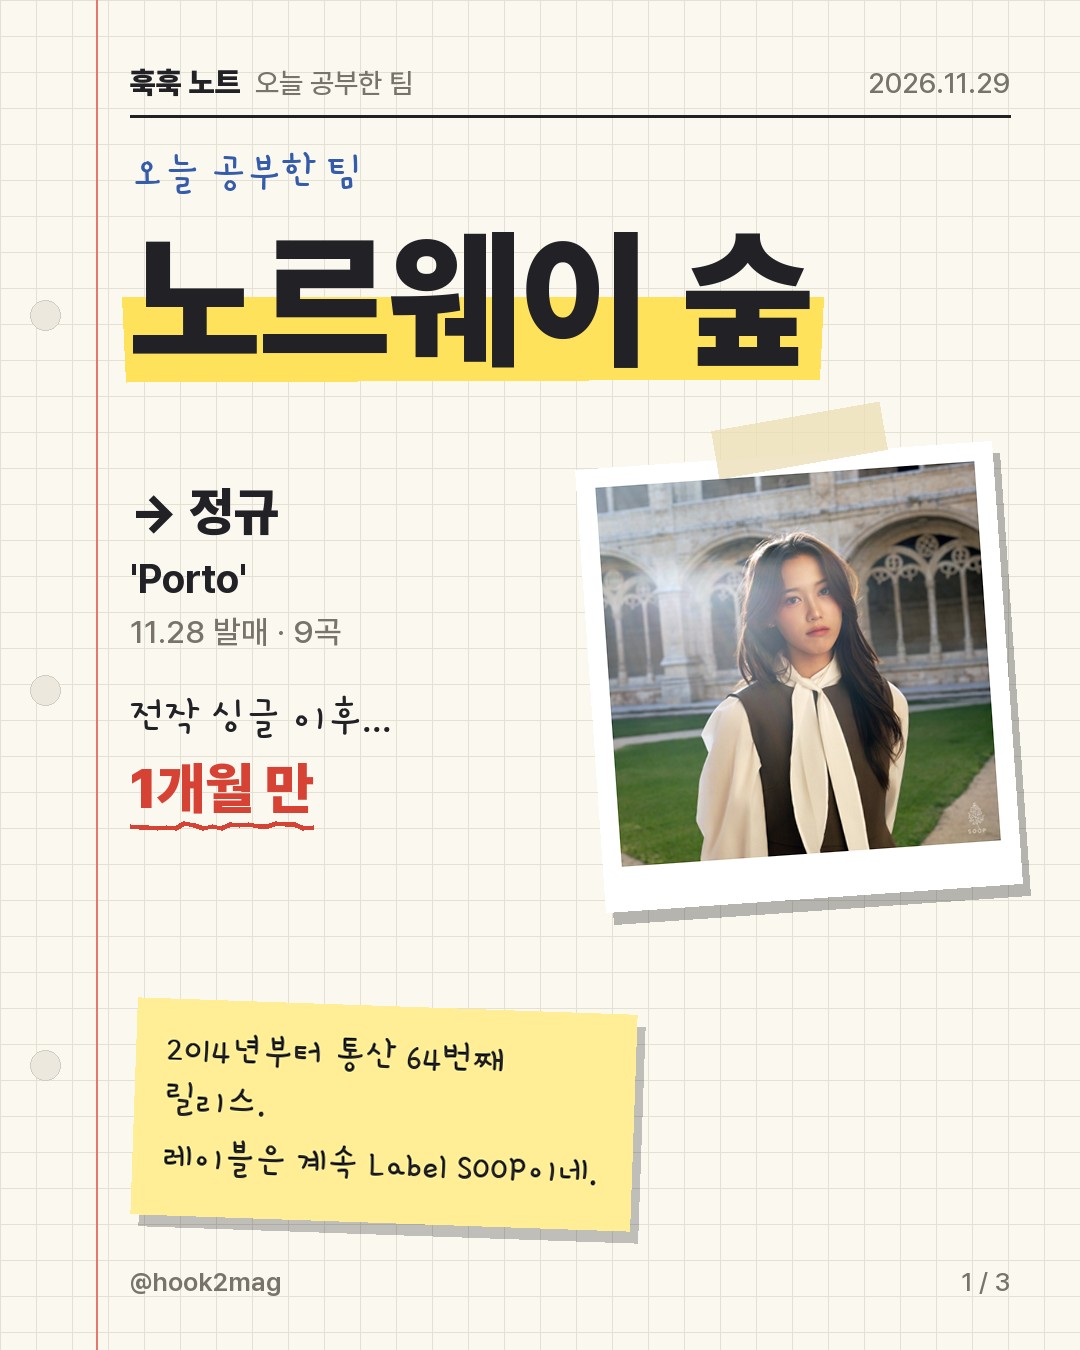 훅훅 노트 오늘 공부한 팀
2026.11.29
오늘 공부한 팀
노르웨이 숲
→ 정규
'Porto'
11.28 발매 · 9곡
전작 싱글 이후...
1개월 만
SOOP
2014년부터 통산 64번째
릴리스.
레이블은 계속 Label SOOP이네.
@hook2mag
1 / 3